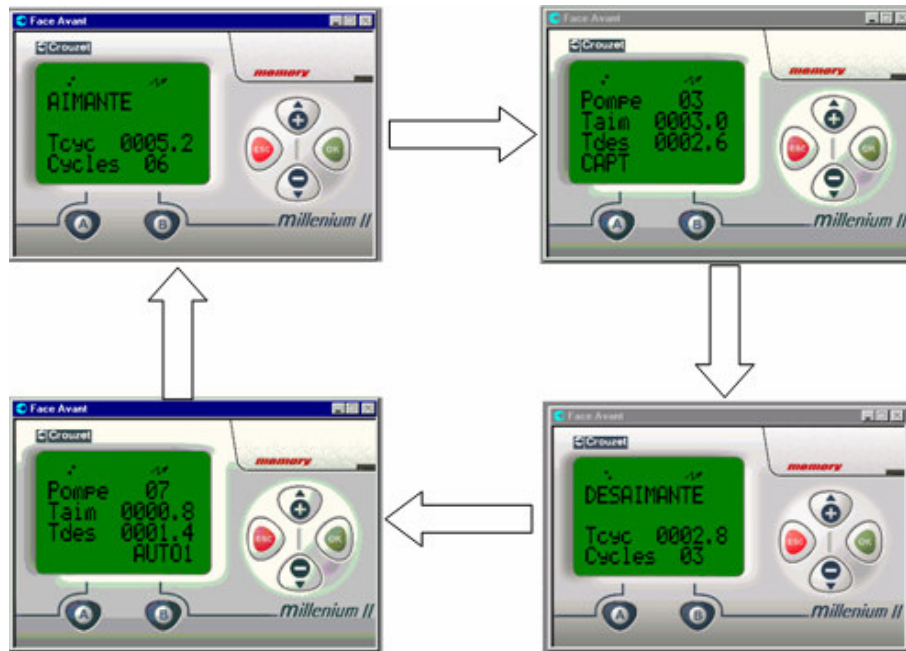 Face Avant
Crouzet
memory
AIMANTE
Tcyc 0005.2
Cycles 06
ESC
OK
A
B
millenium II
Face Avant
Crouzet
memory
Pompe 03
Taim 0003.0
Tdes 0002.6
CAPT
ESC
OK
A
B
millenium II
Face Avant
Crouzet
memory
Pompe 07
Taim 0000.8
Tdes 0001.4
AUTO1
ESC
OK
A
B
millenium II
Face Avant
Crouzet
memory
DESAIMANTE
Tcyc 0002.8
Cycles 03
ESC
OK
A
B
millenium II